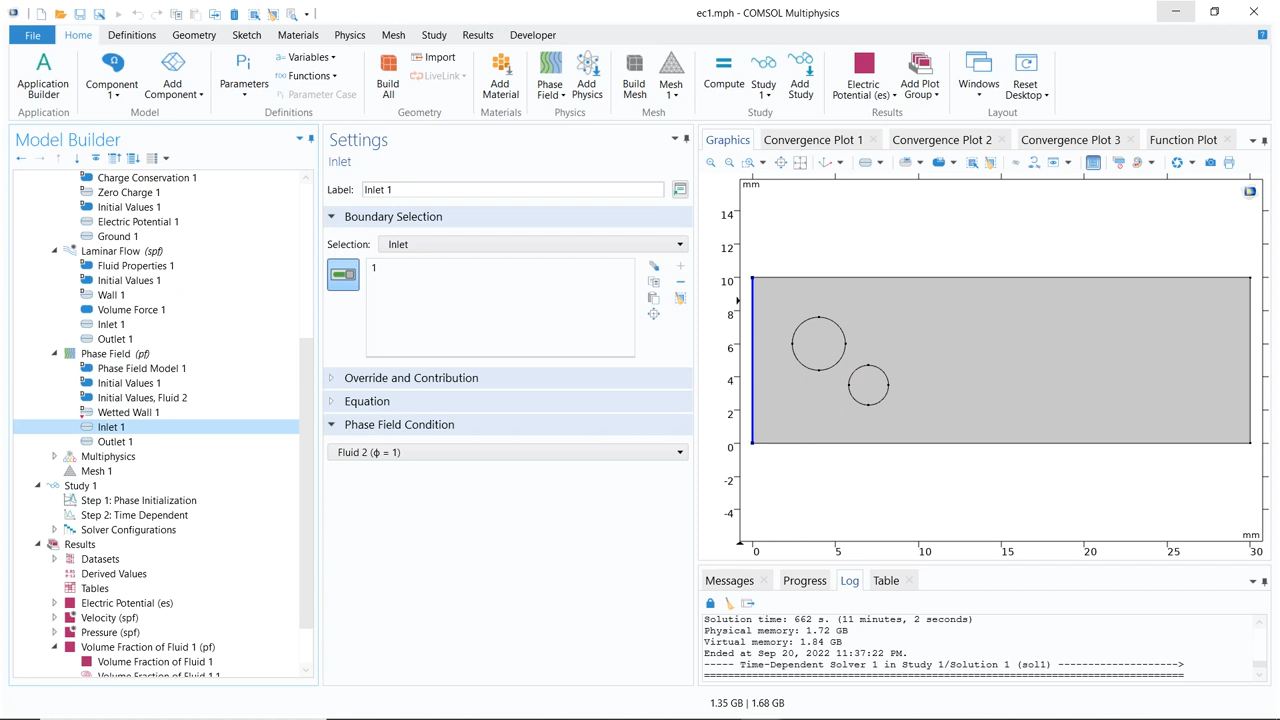 ec1.mph - COMSOL Multiphysics
File Home Definitions Geometry Sketch Materials Physics Mesh Study Results Developer
Application Builder
Component 1
Add Component
Pi
Parameters
a= Variables
f(x) Functions
Pi Parameter Case
Build All
Import
LiveLink
Add Material
Phase Field
Add Physics
Build Mesh
Mesh 1
Compute
Study 1
Add Study
Electric Potential (es)
Add Plot Group
Windows
Reset Desktop
Application Model Definitions Geometry Materials Physics Mesh Study Results Layout
Model Builder
Charge Conservation 1
Zero Charge 1
Initial Values 1
Electric Potential 1
Ground 1
Laminar Flow (spf)
Fluid Properties 1
Initial Values 1
Wall 1
Volume Force 1
Inlet 1
Outlet 1
Phase Field (pf)
Phase Field Model 1
Initial Values 1
Initial Values, Fluid 2
Wetted Wall 1
Inlet 1
Outlet 1
Multiphysics
Mesh 1
Study 1
Step 1: Phase Initialization
Step 2: Time Dependent
Solver Configurations
Results
Datasets
Derived Values
Tables
Electric Potential (es)
Velocity (spf)
Pressure (spf)
Volume Fraction of Fluid 1 (pf)
Volume Fraction of Fluid 1
Volume Fraction of Fluid 1.1
Settings
Inlet
Label: Inlet 1
Boundary Selection
Selection: Inlet
1
Override and Contribution
Equation
Phase Field Condition
Fluid 2 (ϕ = 1)
Graphics Convergence Plot 1 Convergence Plot 2 Convergence Plot 3 Function Plot
mm
14
12
10
8
6
4
2
0
-2
-4
mm
0 5 10 15 20 25 30
Messages Progress Log Table
Solution time: 662 s. (11 minutes, 2 seconds)
Physical memory: 1.72 GB
Virtual memory: 1.84 GB
Ended at Sep 20, 2022 11:37:22 PM.
----- Time-Dependent Solver 1 in Study 1/Solution 1 (sol1) -------------------->
1.35 GB | 1.68 GB